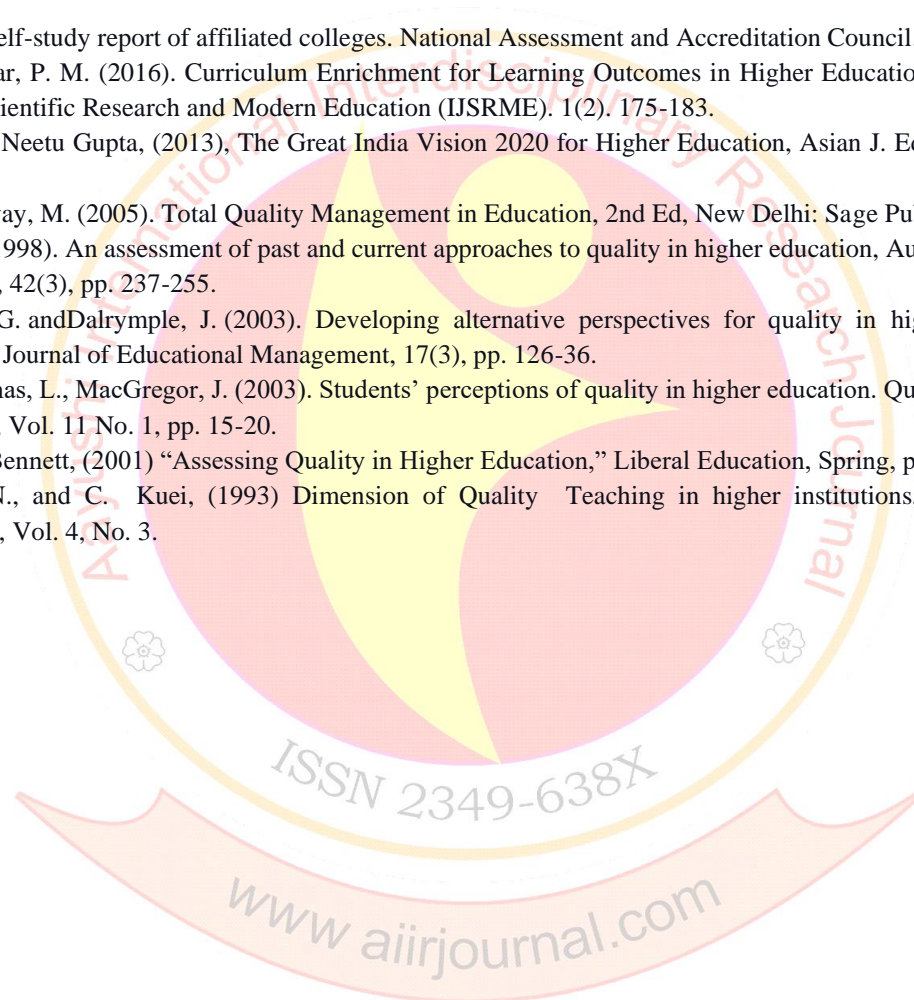 elf-study report of affiliated colleges. National Assessment and Accreditation Council.
ar, P. M. (2016). Curriculum Enrichment for Learning Outcomes in Higher Educatio
ientific Research and Modern Education (IJSRME). 1(2). 175-183.
Neetu Gupta, (2013), The Great India Vision 2020 for Higher Education, Asian J. Ed
ay, M. (2005). Total Quality Management in Education, 2nd Ed, New Delhi: Sage Pu
998). An assessment of past and current approaches to quality in higher education, Au
, 42(3), pp. 237-255.
G. andDalrymple, J. (2003). Developing alternative perspectives for quality in hig
Journal of Educational Management, 17(3), pp. 126-36.
nas, L., MacGregor, J. (2003). Students’ perceptions of quality in higher education. Qu
, Vol. 11 No. 1, pp. 15-20.
Bennett, (2001) “Assessing Quality in Higher Education,” Liberal Education, Spring, p
N., and C. Kuei, (1993) Dimension of Quality Teaching in higher institutions.
, Vol. 4, No. 3.
Aayushi International Interdisciplinary Research Journal
ISSN 2349-638X
www aiirjournal.com